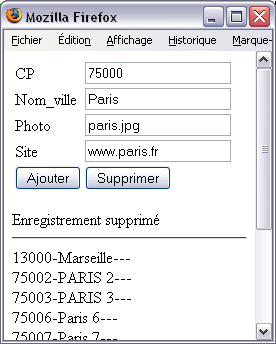 Mozilla Firefox
Fichier Édition Affichage Historique Marque-
CP 75000
Nom_ville Paris
Photo paris.jpg
Site www.paris.fr
Ajouter Supprimer
Enregistrement supprimé
13000-Marseille---
75002-PARIS 2---
75003-PARIS 3---
75006-Paris 6---
75007-Paris 7---